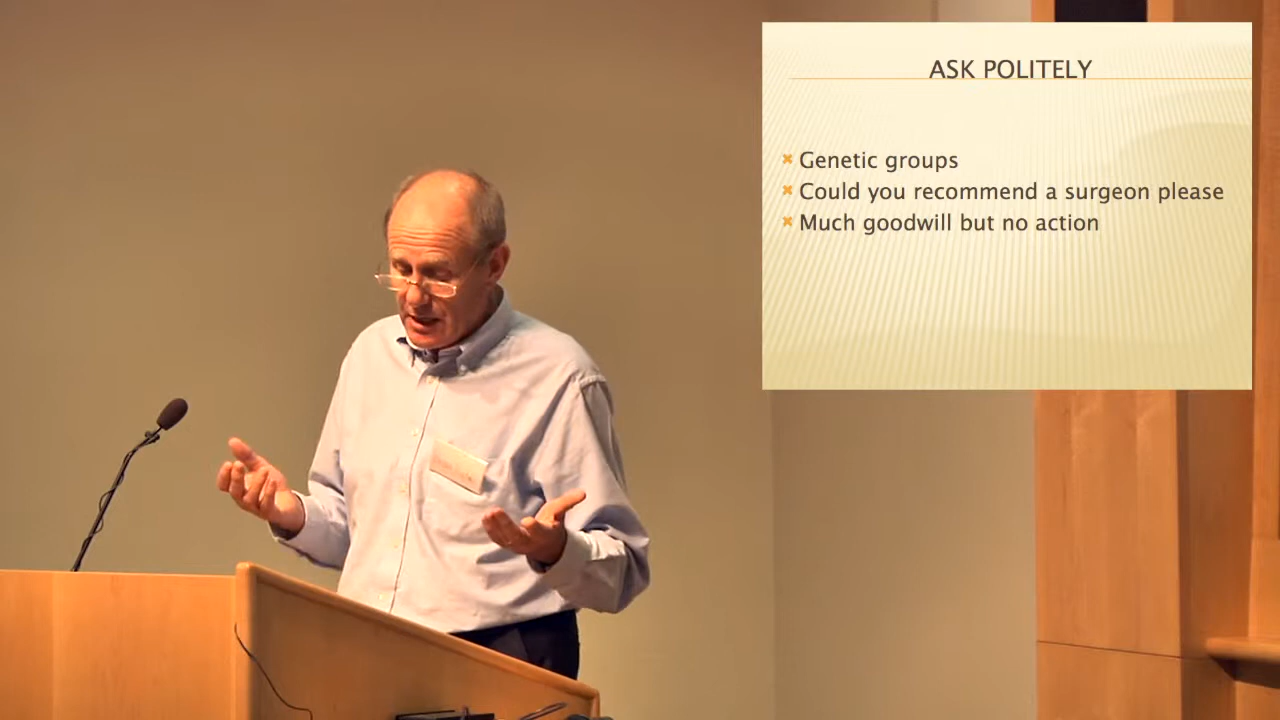 ASK POLITELY
Genetic groups
Could you recommend a surgeon please
Much goodwill but no action